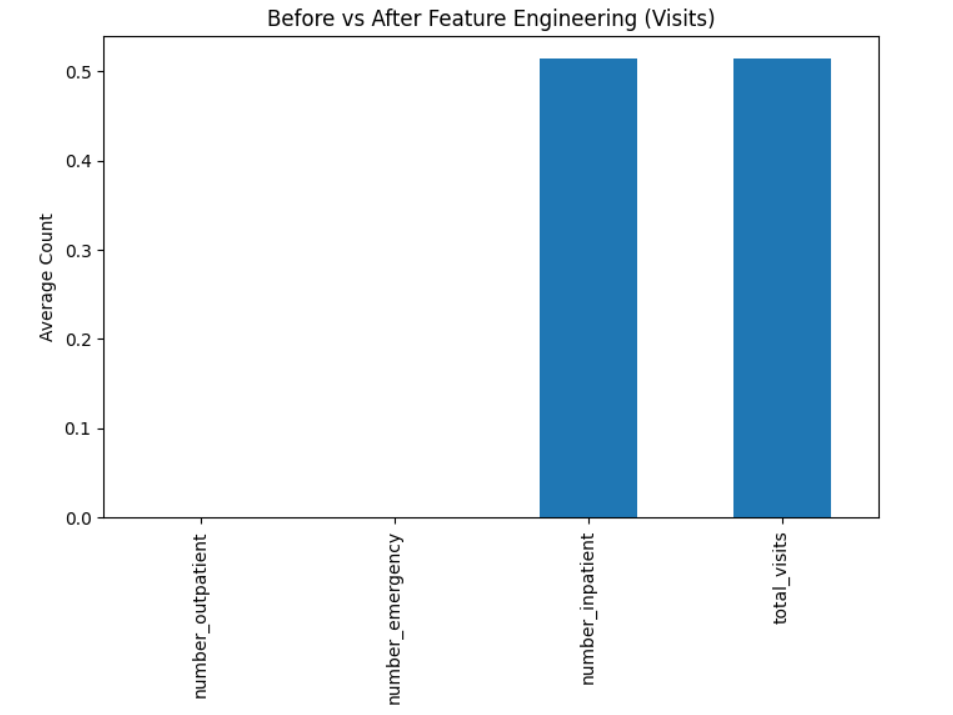 Before vs After Feature Engineering (Visits)
Average Count
0.5
0.4
0.3
0.2
0.1
0.0
number_outpatient
number_emergency
number_inpatient
total_visits